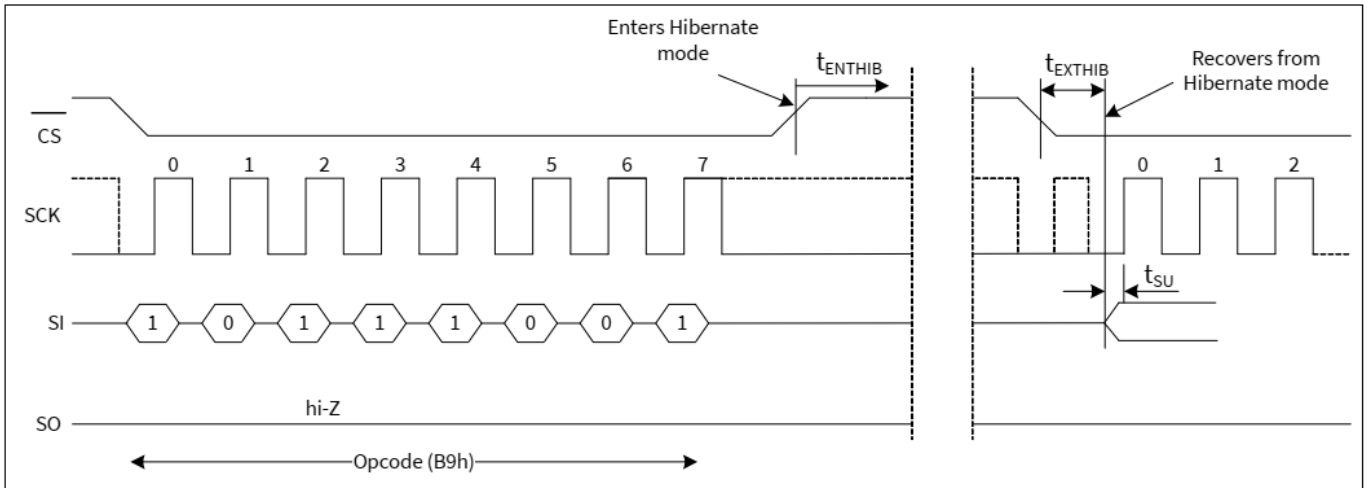 Enters Hibernate
mode
tENTHIB
tEXTHIB
Recovers from
Hibernate mode
CS
0 1 2 3 4 5 6 7 0 1 2
SCK
tSU
SI 1 0 1 1 1 0 0 1
hi-Z
SO
Opcode (B9h)